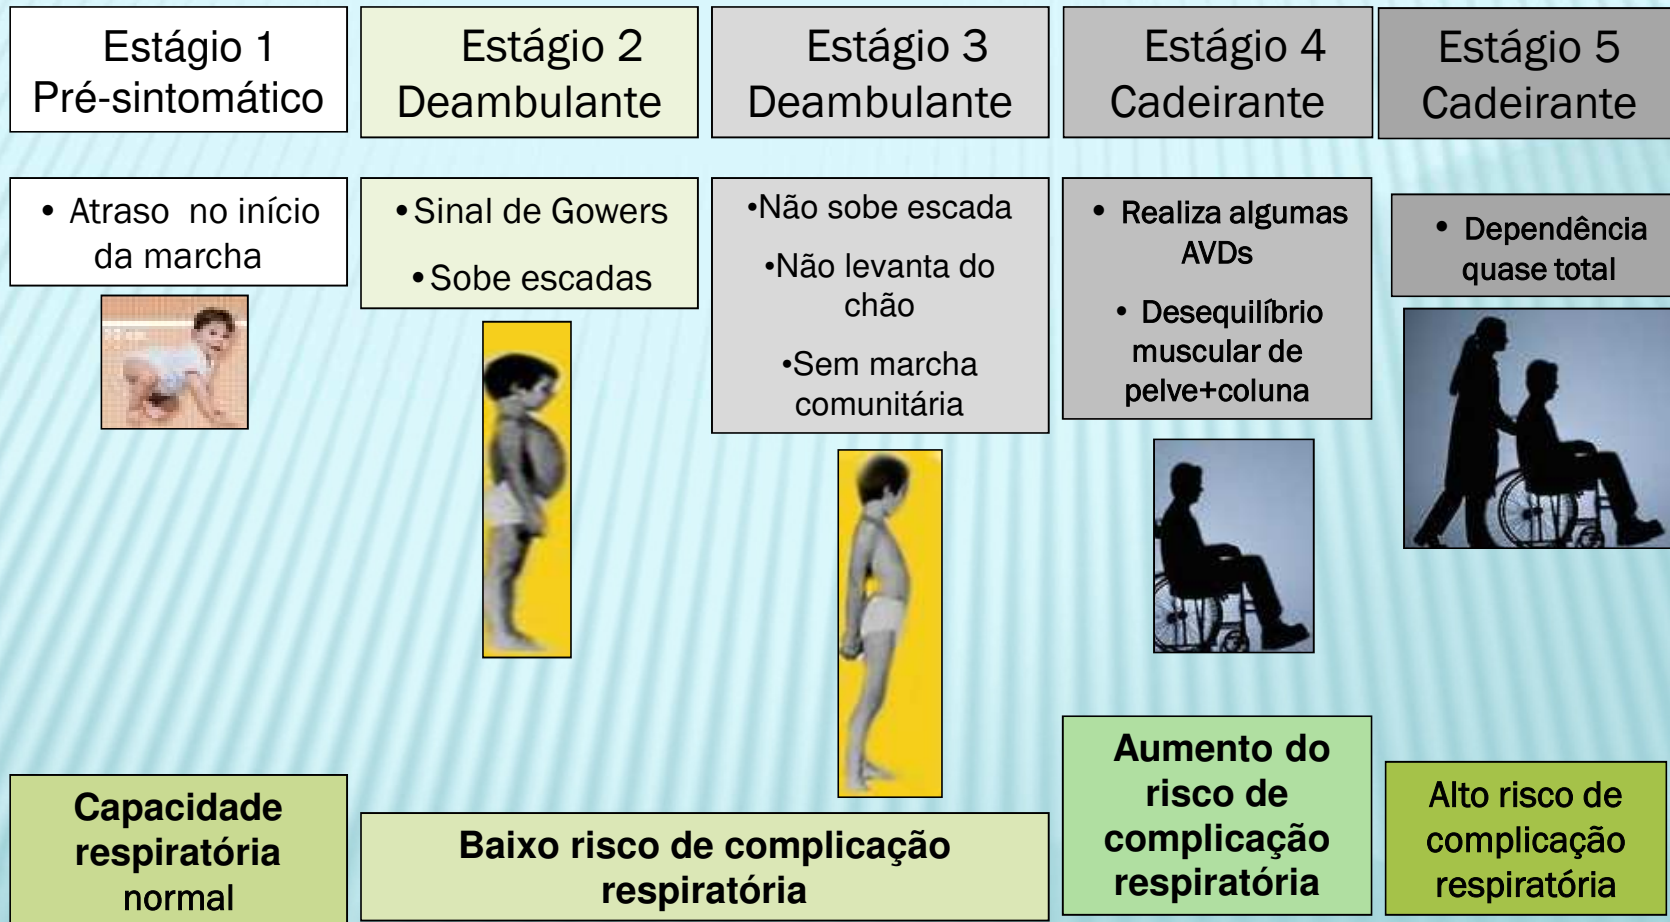 Estágio 1
Pré-sintomático
Estágio 2
Deambulante
Estágio 3
Deambulante
Estágio 4
Cadeirante
Estágio 5
Cadeirante
• Atraso no início
da marcha
•Sinal de Gowers
•Sobe escadas
•Não sobe escada
•Não levanta do
chão
•Sem marcha
comunitária
• Realiza algumas
AVDs
• Desequilíbrio
muscular de
pelve+coluna
• Dependência
quase total
Capacidade
respiratória
normal
Baixo risco de complicação
respiratória
Aumento do
risco de
complicação
respiratória
Alto risco de
complicação
respiratória